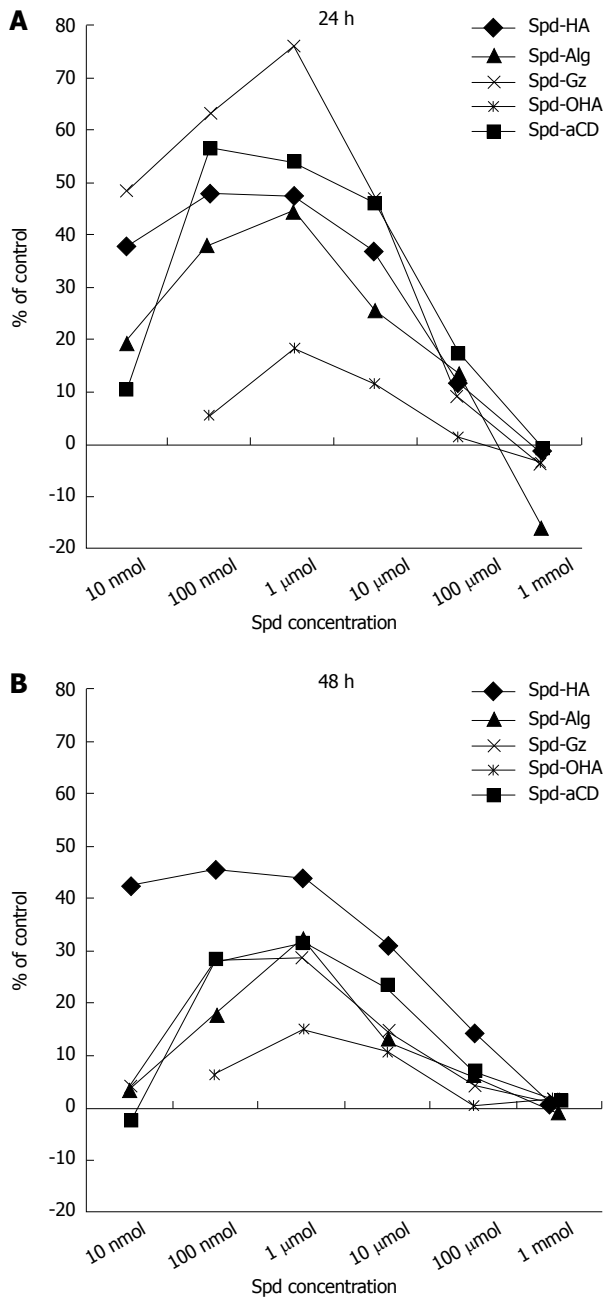 A
24 h
80
70
60
50
40
30
20
10
0
-10
-20
% of control
Spd-HA
Spd-Alg
Spd-Gz
Spd-OHA
Spd-aCD
10 nmol
100 nmol
1 μmol
10 μmol
100 μmol
1 mmol
Spd concentration
B
48 h
80
70
60
50
40
30
20
10
0
-10
-20
% of control
Spd-HA
Spd-Alg
Spd-Gz
Spd-OHA
Spd-aCD
10 nmol
100 nmol
1 μmol
10 μmol
100 μmol
1 mmol
Spd concentration